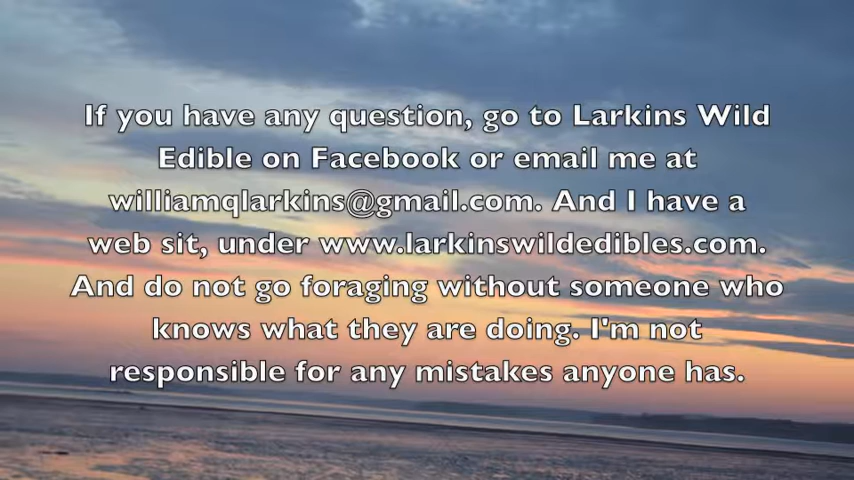 If you have any question, go to Larkins Wild
Edible on Facebook or email me at
williamqlarkins@gmail.com. And I have a
web sit, under www.larkinswildedibles.com.
And do not go foraging without someone who
knows what they are doing. I'm not
responsible for any mistakes anyone has.